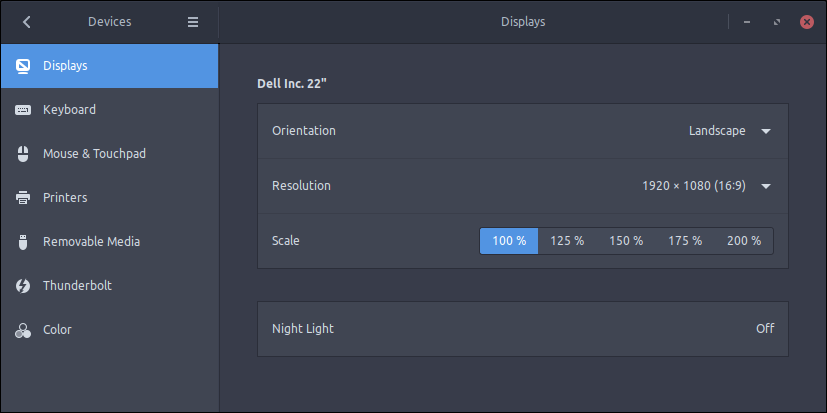 Devices
Displays
Displays
Keyboard
Mouse & Touchpad
Printers
Removable Media
Thunderbolt
Color
Dell Inc. 22"
Orientation Landscape
Resolution 1920 × 1080 (16:9)
Scale 100 % 125 % 150 % 175 % 200 %
Night Light Off